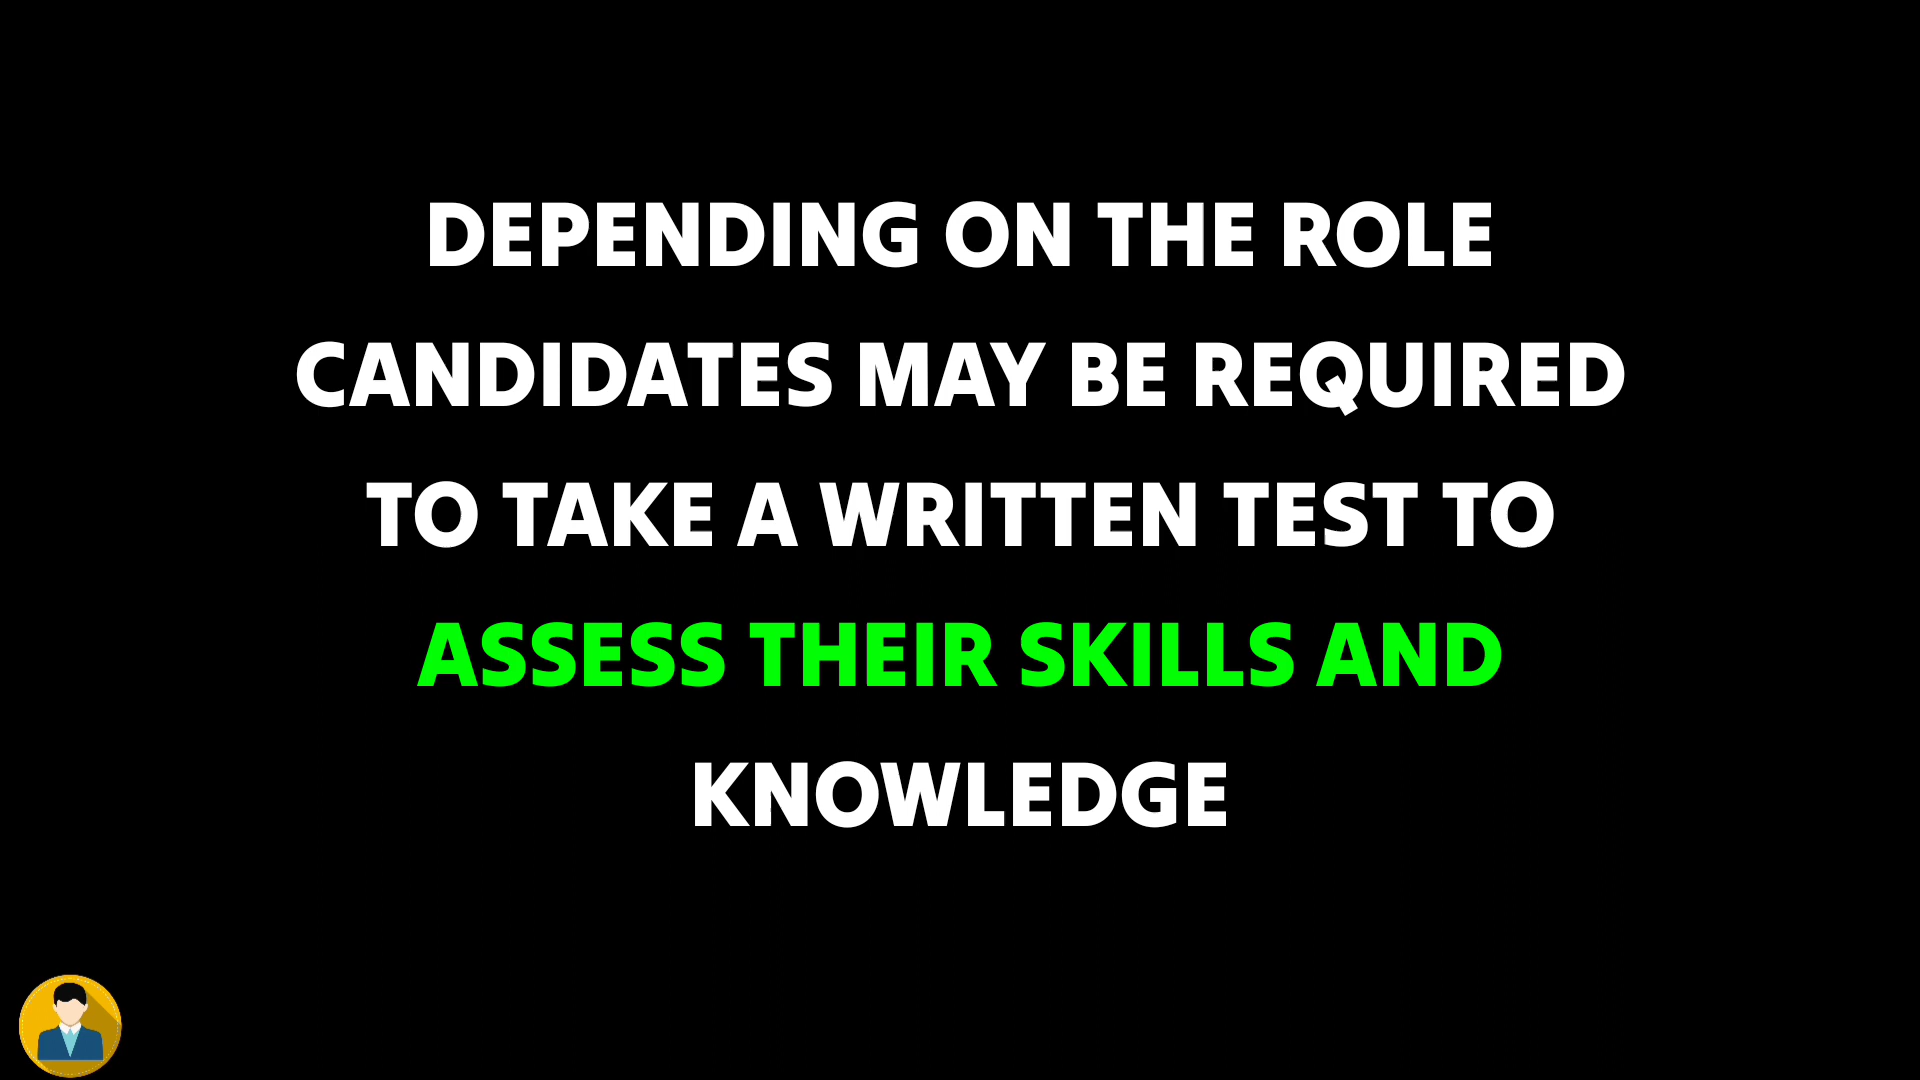 DEPENDING ON THE ROLE
CANDIDATES MAY BE REQUIRED
TO TAKE A WRITTEN TEST TO
ASSESS THEIR SKILLS AND
KNOWLEDGE